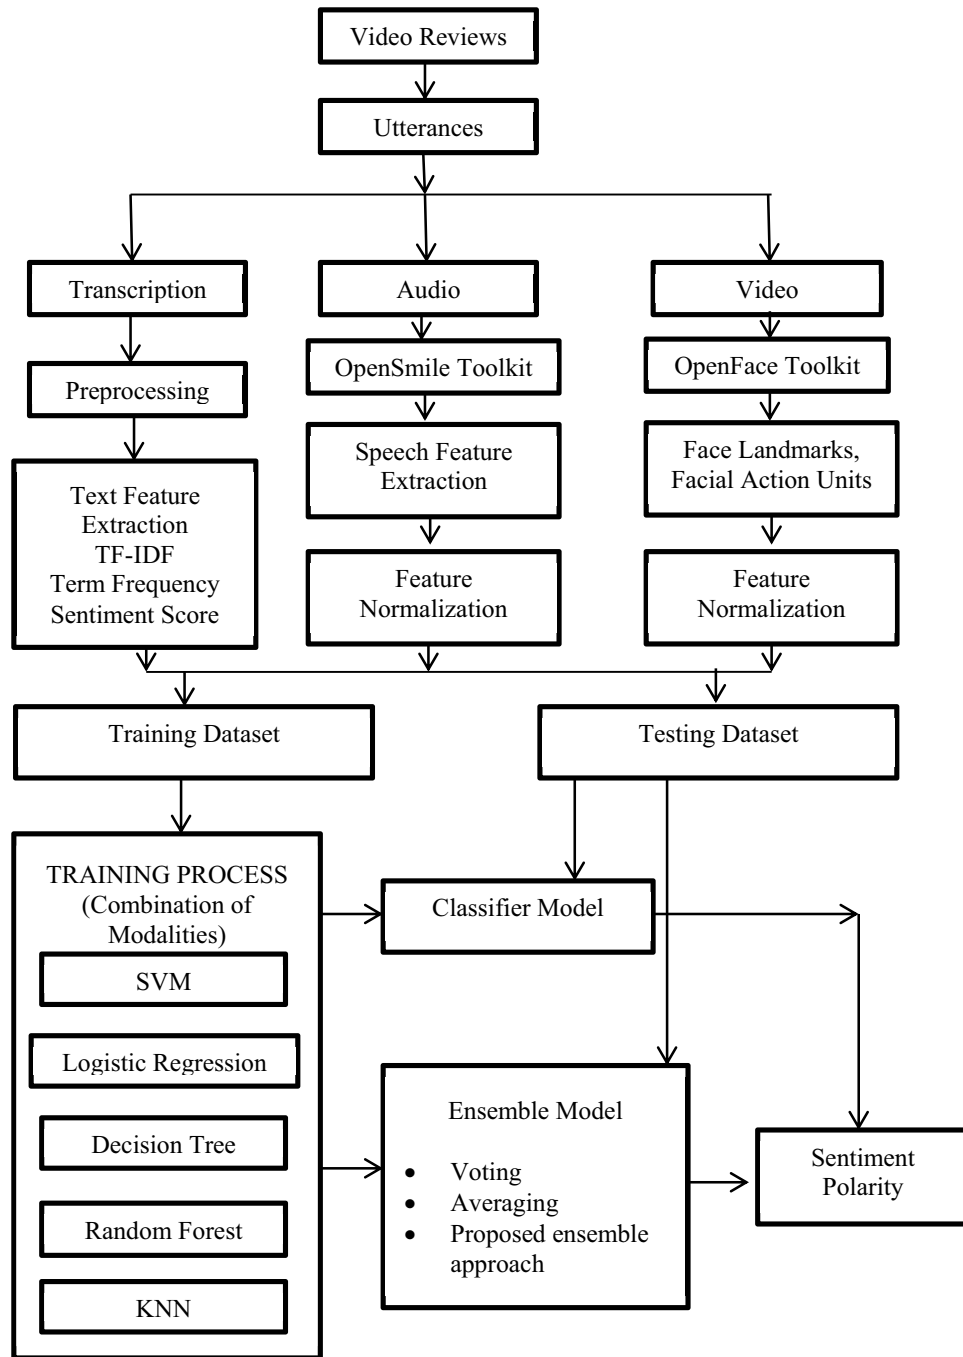 Video Reviews
Utterances
Transcription
Audio
Video
OpenSmile Toolkit
OpenFace Toolkit
Preprocessing
Speech Feature
Extraction
Face Landmarks,
Facial Action Units
Text Feature
Extraction
TF-IDF
Term Frequency
Sentiment Score
Feature
Normalization
Feature
Normalization
Training Dataset
Testing Dataset
TRAINING PROCESS
(Combination of
Modalities)
SVM
Logistic Regression
Decision Tree
Random Forest
KNN
Classifier Model
Ensemble Model
• Voting
• Averaging
• Proposed ensemble
approach
Sentiment
Polarity